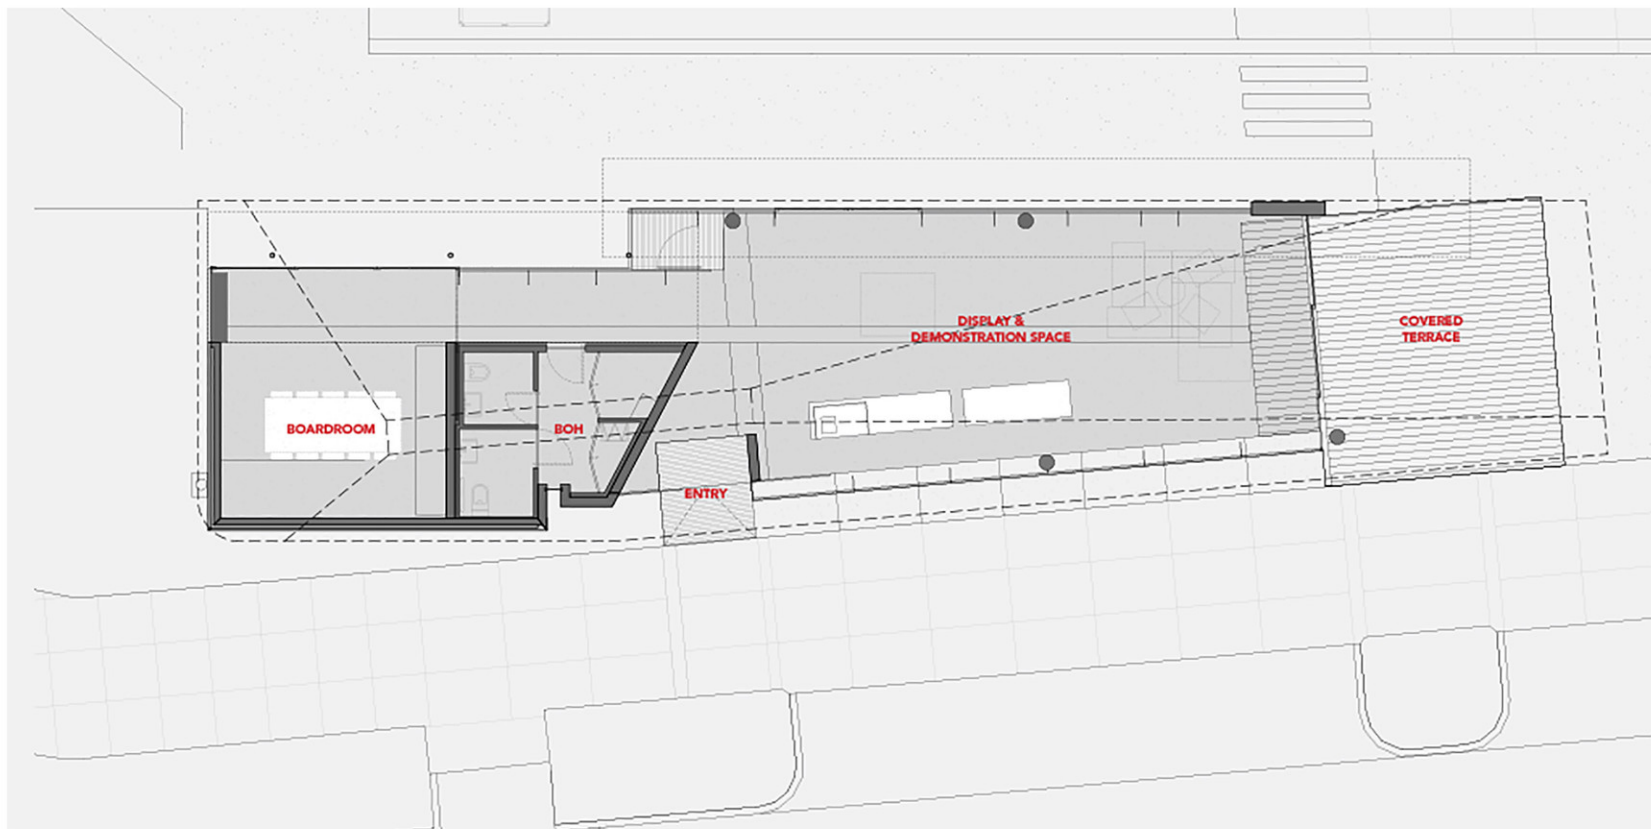 DISPLAY &
DEMONSTRATION SPACE
COVERED
TERRACE
BOARDROOM
BOH
ENTRY